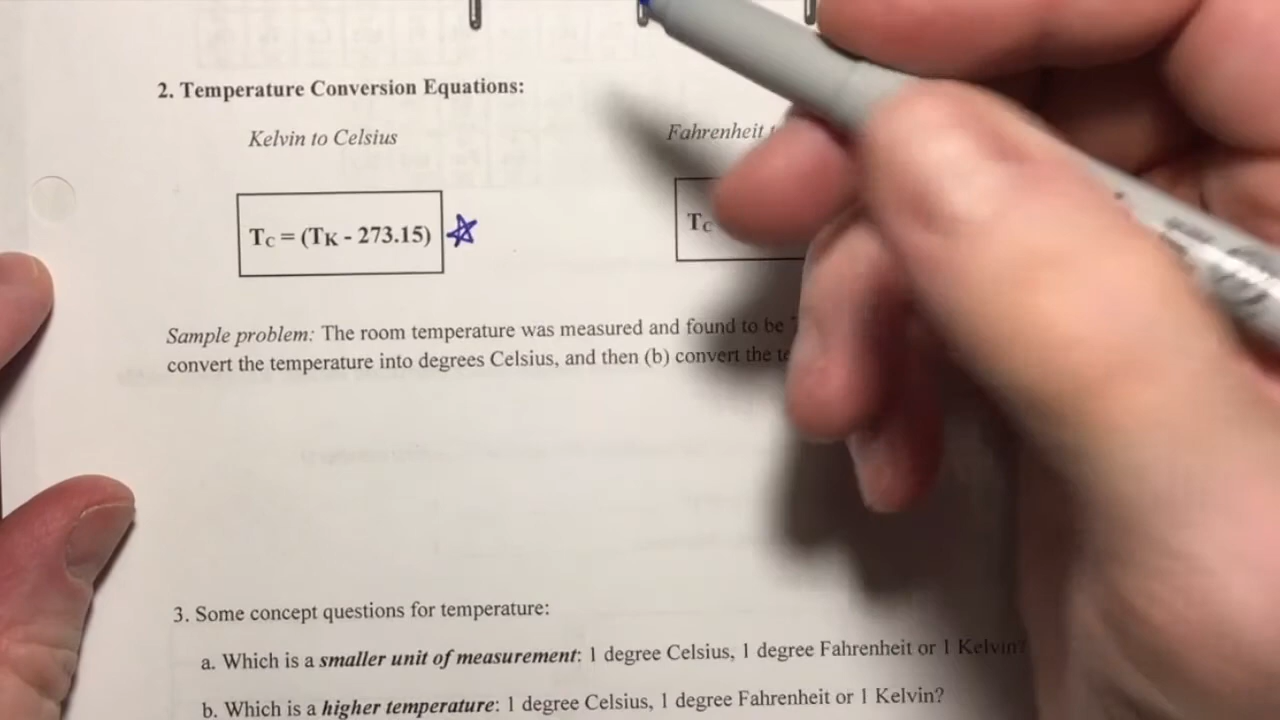 2. Temperature Conversion Equations:
Kelvin to Celsius
Fahrenheit
TC = (TK - 273.15)
TC
Sample problem: The room temperature was measured and found to be
convert the temperature into degrees Celsius, and then (b) convert the
3. Some concept questions for temperature:
a. Which is a smaller unit of measurement: 1 degree Celsius, 1 degree Fahrenheit or 1 Kelvin?
b. Which is a higher temperature: 1 degree Celsius, 1 degree Fahrenheit or 1 Kelvin?